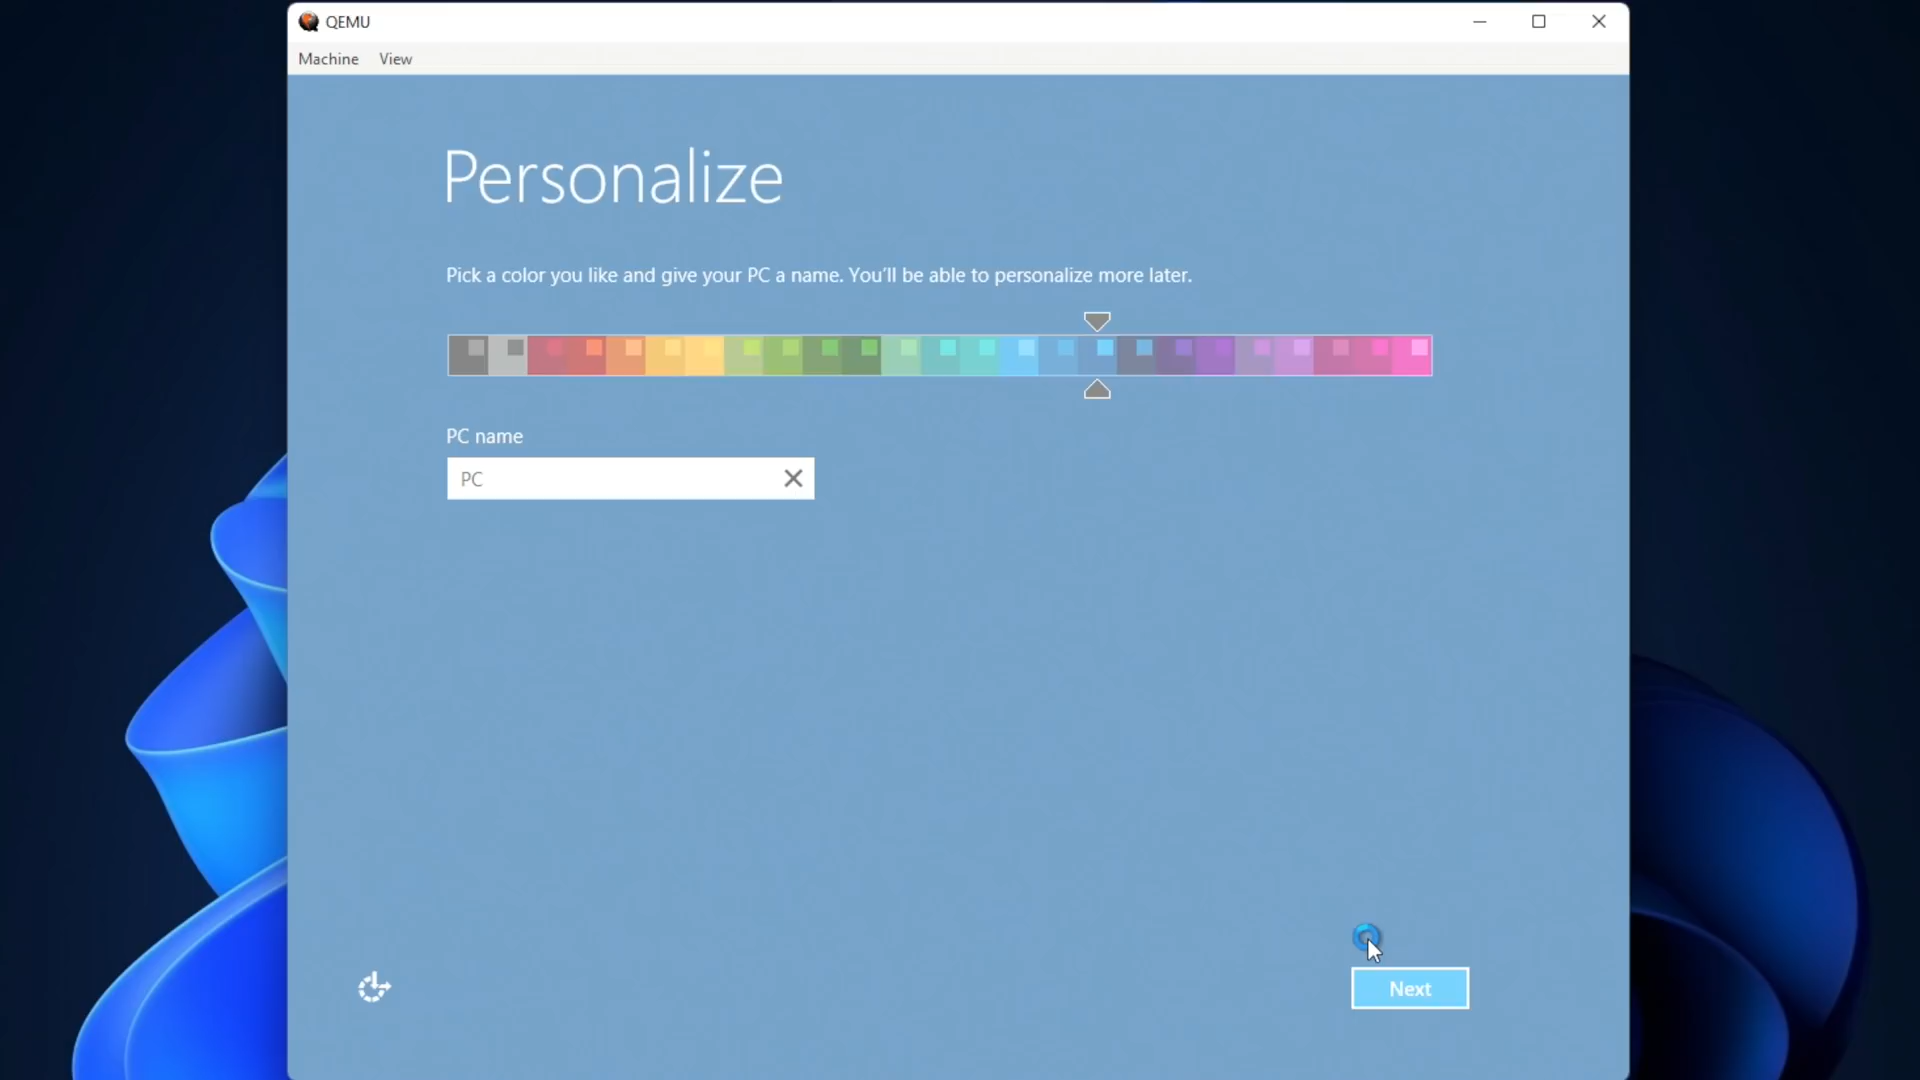 QEMU
Machine View
Personalize
Pick a color you like and give your PC a name. You'll be able to personalize more later.
PC name
PC
Next